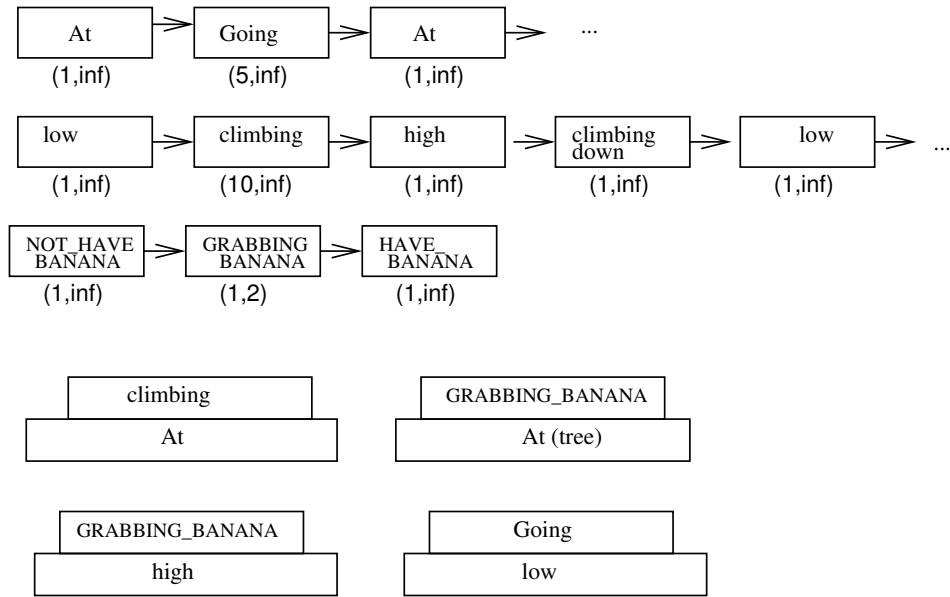 At Going At ...
(1,inf) (5,inf) (1,inf)
low climbing high climbing down low ...
(1,inf) (10,inf) (1,inf) (1,inf) (1,inf)
NOT_HAVE GRABBING HAVE_
BANANA BANANA BANANA
(1,inf) (1,2) (1,inf)
climbing GRABBING_BANANA
At At (tree)
GRABBING_BANANA Going
high low